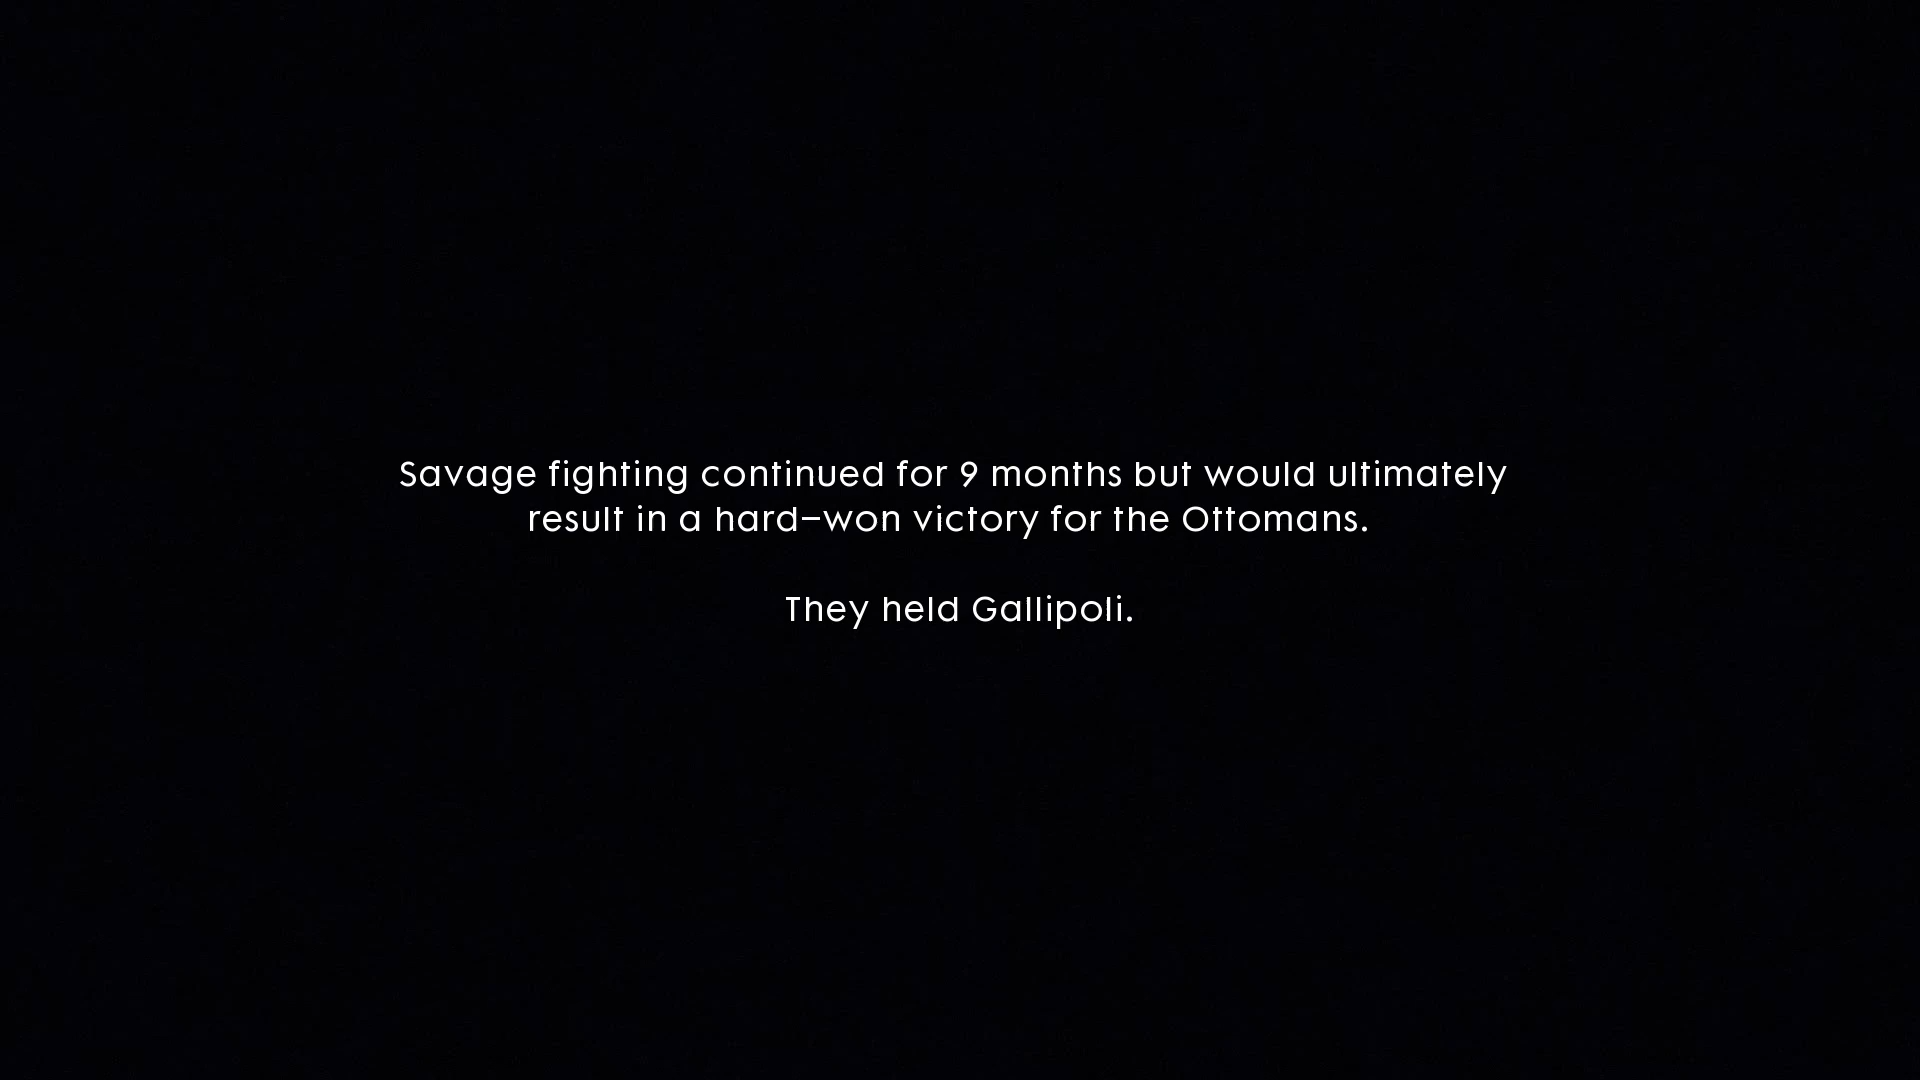 Savage fighting continued for 9 months but would ultimately
result in a hard-won victory for the Ottomans.
They held Gallipoli.